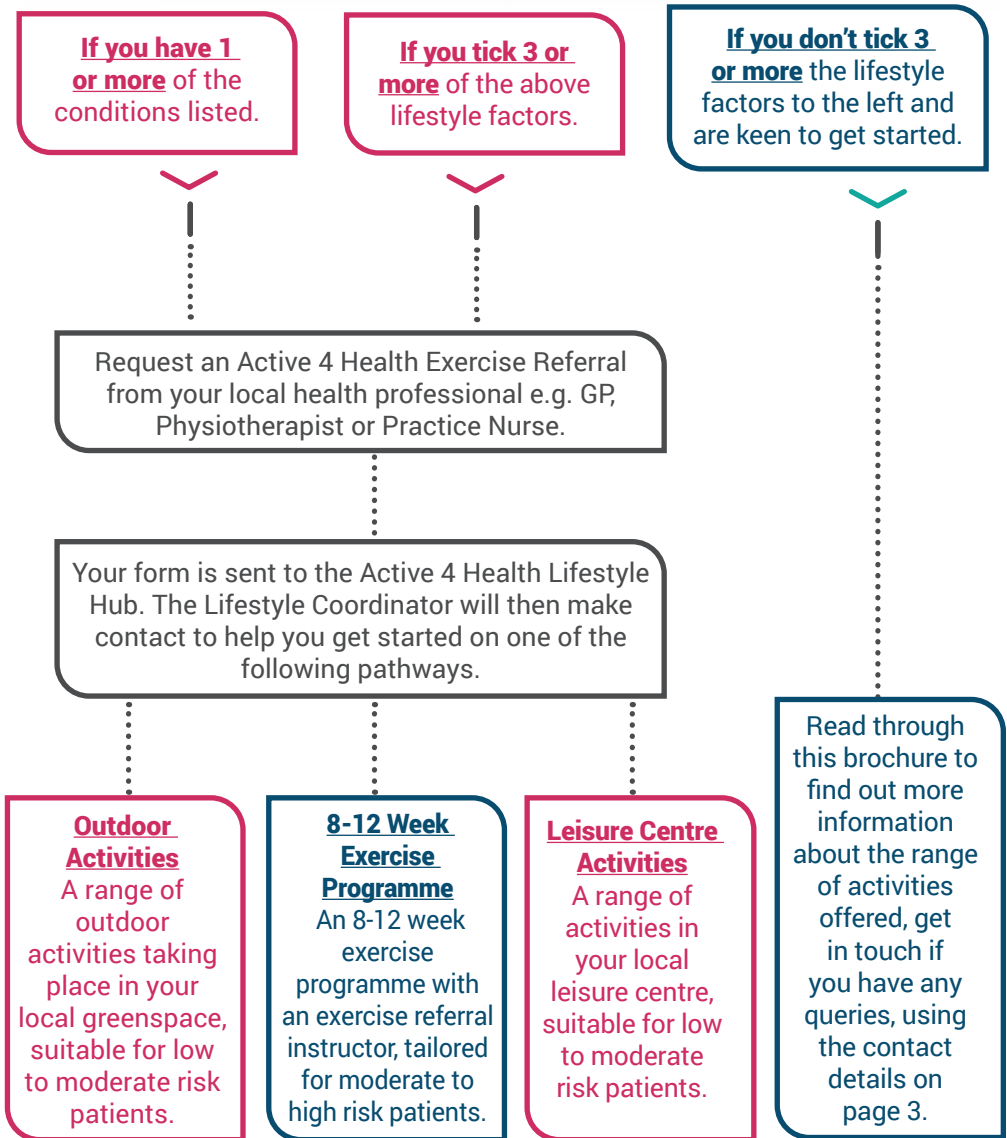 If you have 1
or more of the
conditions listed.
If you tick 3 or
more of the above
lifestyle factors.
If you don't tick 3
or more the lifestyle
factors to the left and
are keen to get started.
Request an Active 4 Health Exercise Referral
from your local health professional e.g. GP,
Physiotherapist or Practice Nurse.
Your form is sent to the Active 4 Health Lifestyle
Hub. The Lifestyle Coordinator will then make
contact to help you get started on one of the
following pathways.
Outdoor
Activities
A range of
outdoor
activities taking
place in your
local greenspace,
suitable for low
to moderate risk
patients.
8-12 Week
Exercise
Programme
An 8-12 week
exercise
programme with
an exercise referral
instructor, tailored
for moderate to
high risk patients.
Leisure Centre
Activities
A range of
activities in
your local
leisure centre,
suitable for low
to moderate
risk patients.
Read through
this brochure to
find out more
information
about the range
of activities
offered, get
in touch if
you have any
queries, using
the contact
details on
page 3.